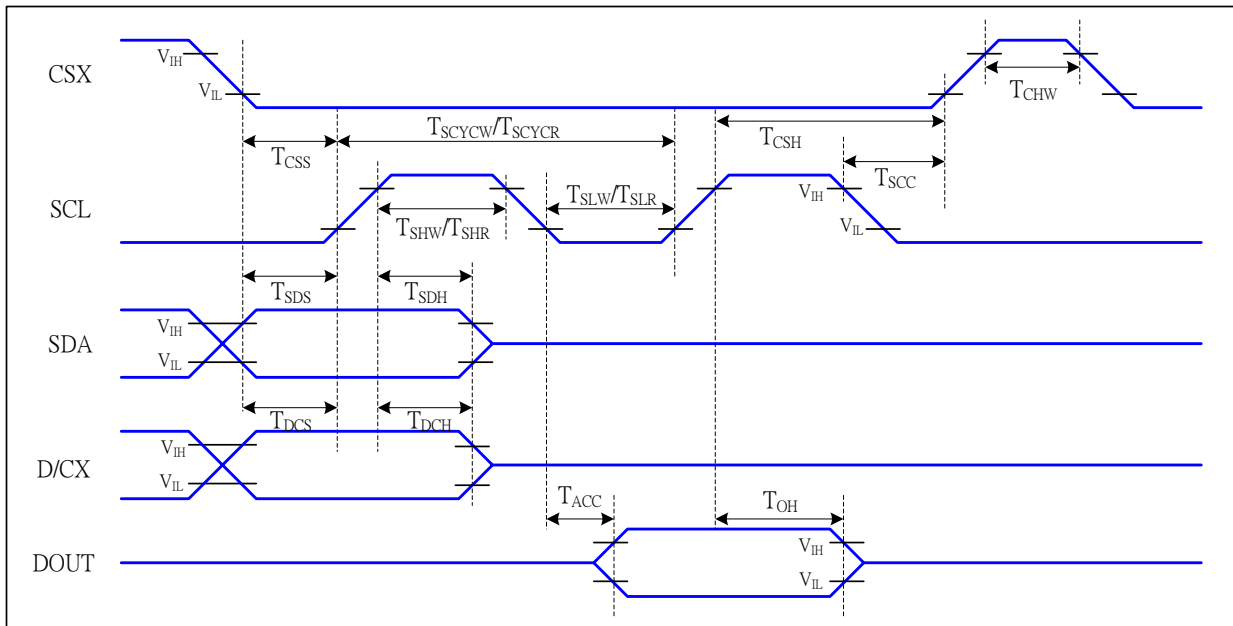 CSX
VIH
VIL
TCHW
TSCYCW/TSCYCR
TCSS
TCSH
TSCC
SCL
TSHW/TSHR
TSLW/TSLR
VIH
VIL
TSDS
TSDH
SDA
VIH
VIL
TDCS
TDCH
D/CX
VIH
VIL
TACC
TOH
DOUT
VIH
VIL